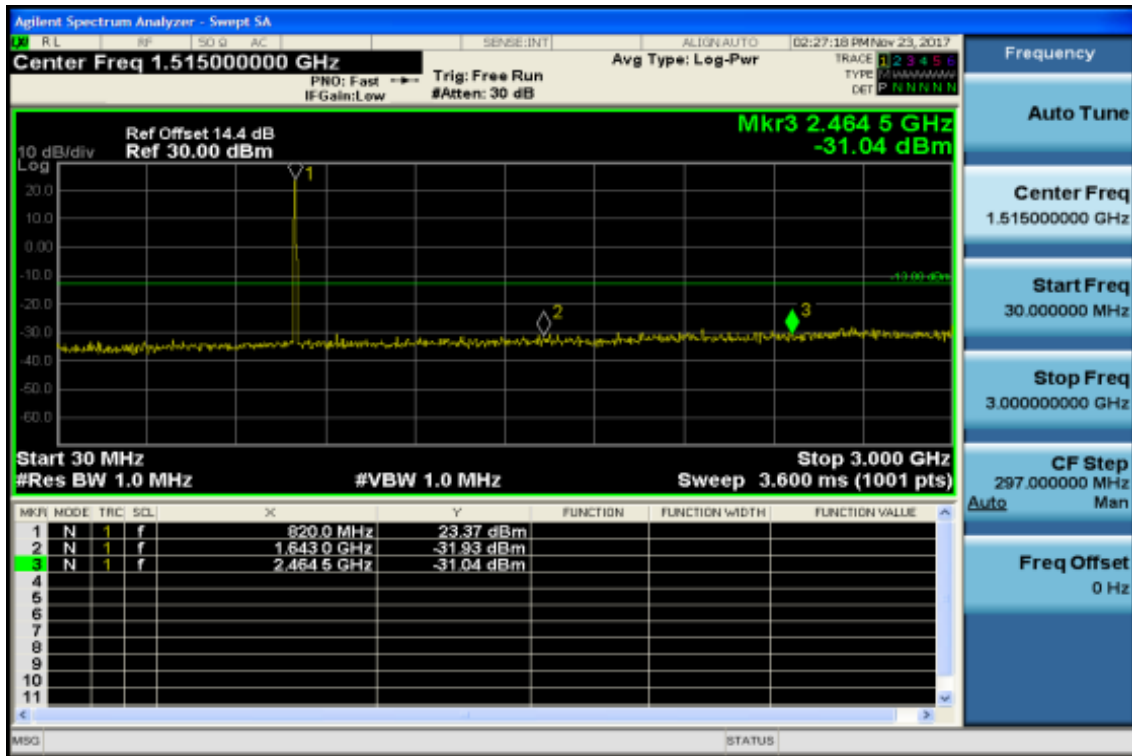 Agilent Spectrum Analyzer - Swept SA
RL RF 50 Ω AC SENSE:INT ALIGN AUTO 02:27:18 PM Nov 23, 2017
Center Freq 1.515000000 GHz
PNO: Fast
IFGain:Low
Trig: Free Run
#Atten: 30 dB
Avg Type: Log-Pwr
TRACE 1 2 3 4 5 6
TYPE M WWWWW
DET P N N N N N
Ref Offset 14.4 dB
10 dB/div Ref 30.00 dBm
Log
Mkr3 2.464 5 GHz
-31.04 dBm
20.0
10.0
0.00
-10.0
-20.0
-30.0
-40.0
-50.0
-60.0
1
2
3
-13.00 dBm
Start 30 MHz Stop 3.000 GHz
#Res BW 1.0 MHz #VBW 1.0 MHz Sweep 3.600 ms (1001 pts)
MKR MODE TRC SCL X Y FUNCTION FUNCTION WIDTH FUNCTION VALUE
1 N 1 f 820.0 MHz 23.37 dBm
2 N 1 f 1.643 0 GHz -31.93 dBm
3 N 1 f 2.464 5 GHz -31.04 dBm
4
5
6
7
8
9
10
11
MSG STATUS
Frequency
Auto Tune
Center Freq
1.515000000 GHz
Start Freq
30.000000 MHz
Stop Freq
3.000000000 GHz
CF Step
297.000000 MHz
Auto Man
Freq Offset
0 Hz